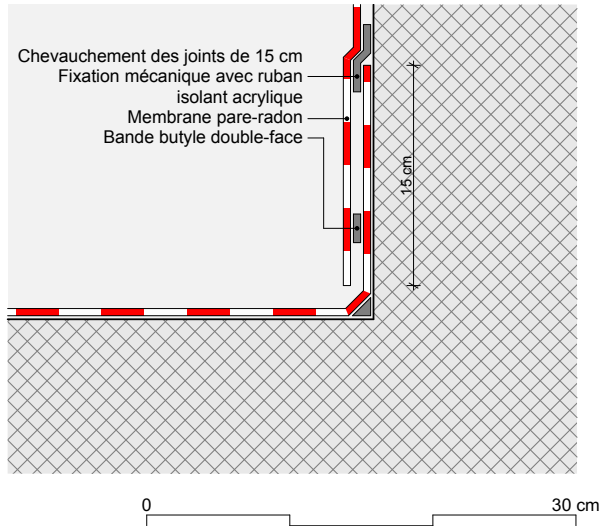 Chevauchement des joints de 15 cm
Fixation mécanique avec ruban
isolant acrylique
Membrane pare-radon
Bande butyle double-face
15 cm
0
30 cm